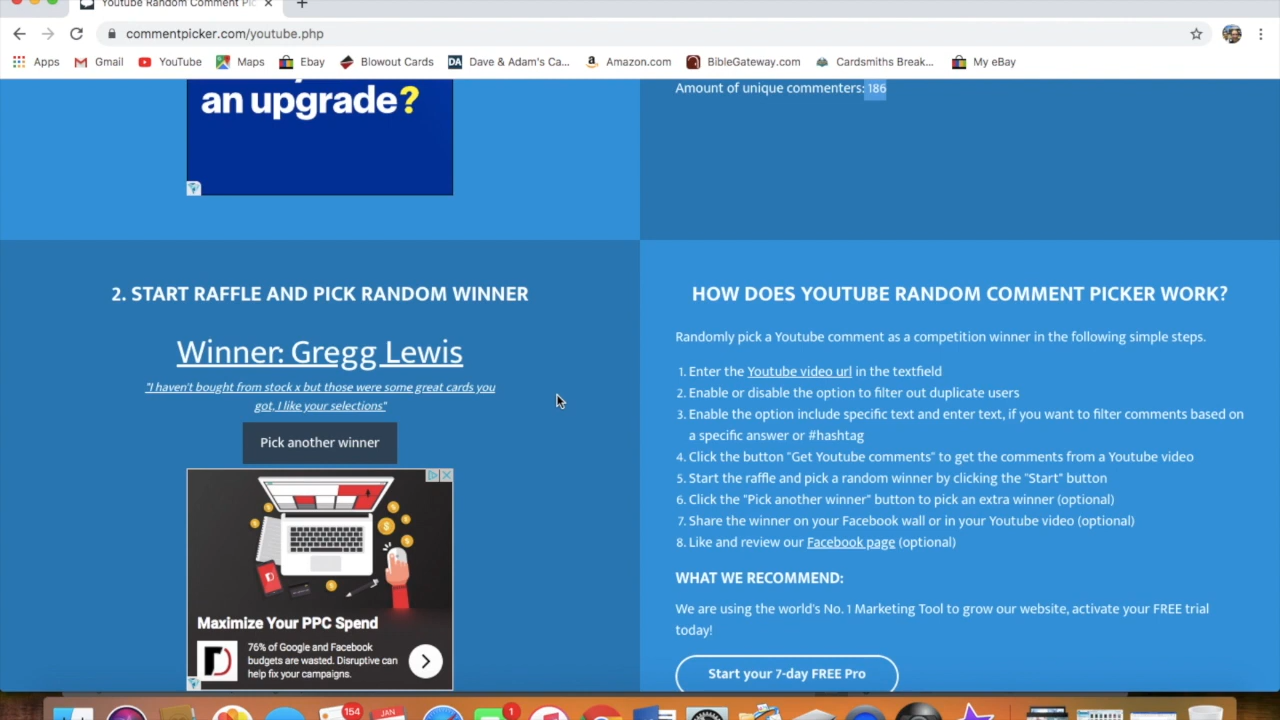 Youtube Random Comment Pic
commentpicker.com/youtube.php
Apps Gmail YouTube Maps Ebay Blowout Cards DA Dave & Adam's Ca... Amazon.com BibleGateway.com Cardsmiths Break... My eBay
an upgrade?
Amount of unique commenters: 186
2. START RAFFLE AND PICK RANDOM WINNER
Winner: Gregg Lewis
"I haven't bought from stock x but those were some great cards you
got, I like your selections"
Pick another winner
Maximize Your PPC Spend
76% of Google and Facebook
budgets are wasted. Disruptive can
help fix your campaigns.
HOW DOES YOUTUBE RANDOM COMMENT PICKER WORK?
Randomly pick a Youtube comment as a competition winner in the following simple steps.
1. Enter the Youtube video url in the textfield
2. Enable or disable the option to filter out duplicate users
3. Enable the option include specific text and enter text, if you want to filter comments based on
a specific answer or #hashtag
4. Click the button "Get Youtube comments" to get the comments from a Youtube video
5. Start the raffle and pick a random winner by clicking the "Start" button
6. Click the "Pick another winner" button to pick an extra winner (optional)
7. Share the winner on your Facebook wall or in your Youtube video (optional)
8. Like and review our Facebook page (optional)
WHAT WE RECOMMEND:
We are using the world's No. 1 Marketing Tool to grow our website, activate your FREE trial
today!
Start your 7-day FREE Pro
154
JAN
1